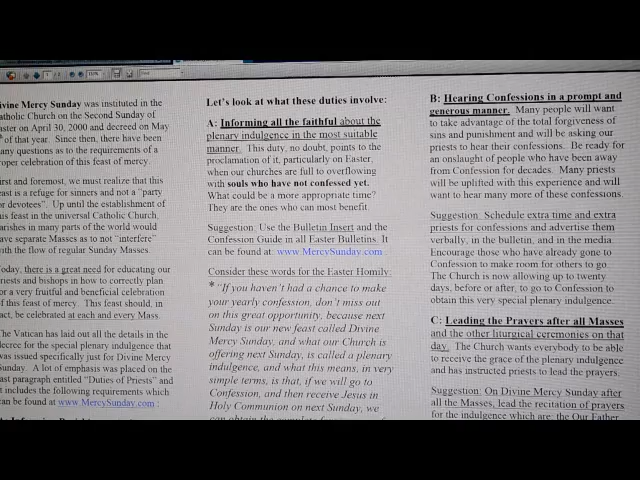 ivine Mercy Sunday was instituted in the
atholic Church on the Second Sunday of
aster on April 30, 2000 and decreed on May
of that year. Since then, there have been
any questions as to the requirements of a
roper celebration of this feast of mercy.
irst and foremost, we must realize that this
east is a refuge for sinners and not a "party
or devotees". Up until the establishment of
his feast in the universal Catholic Church,
arishes in many parts of the world would
ave separate Masses as to not "interfere"
with the flow of regular Sunday Masses.
oday, there is a great need for educating our
riests and bishops in how to correctly plan
or a very fruitful and beneficial celebration
of this feast of mercy. This feast should, in
act, be celebrated at each and every Mass.
The Vatican has laid out all the details in the
decree for the special plenary indulgence that
was issued specifically just for Divine Mercy
Sunday. A lot of emphasis was placed on the
ast paragraph entitled "Duties of Priests" and
t includes the following requirements which
can be found at www.MercySunday.com :
Let's look at what these duties involve:
A: Informing all the faithful about the
plenary indulgence in the most suitable
manner. This duty, no doubt, points to the
proclamation of it, particularly on Easter,
when our churches are full to overflowing
with souls who have not confessed yet.
What could be a more appropriate time?
They are the ones who can most benefit.
Suggestion: Use the Bulletin Insert and the
Confession Guide in all Easter Bulletins. It
can be found at: www.MercySunday.com
Consider these words for the Easter Homily:
* "If you haven't had a chance to make
your yearly confession, don't miss out
on this great opportunity, because next
Sunday is our new feast called Divine
Mercy Sunday, and what our Church is
offering next Sunday, is called a plenary
indulgence, and what this means, in very
simple terms, is that, if we will go to
Confession, and then receive Jesus in
Holy Communion on next Sunday, we
can obtain the complete
B: Hearing Confessions in a prompt and
generous manner. Many people will want
to take advantage of the total forgiveness of
sins and punishment and will be asking our
priests to hear their confessions. Be ready for
an onslaught of people who have been away
from Confession for decades. Many priests
will be uplifted with this experience and will
want to hear many more of these confessions.
Suggestion: Schedule extra time and extra
priests for confessions and advertise them
verbally, in the bulletin, and in the media.
Encourage those who have already gone to
Confession to make room for others to go.
The Church is now allowing up to twenty
days, before or after, to go to Confession to
obtain this very special plenary indulgence.
C: Leading the Prayers after all Masses
and the other liturgical ceremonies on that
day. The Church wants everybody to be able
to receive the grace of the plenary indulgence
and has instructed priests to lead the prayers.
Suggestion: On Divine Mercy Sunday after
all the Masses, lead the recitation of prayers
for the indulgence which are: the Our Father